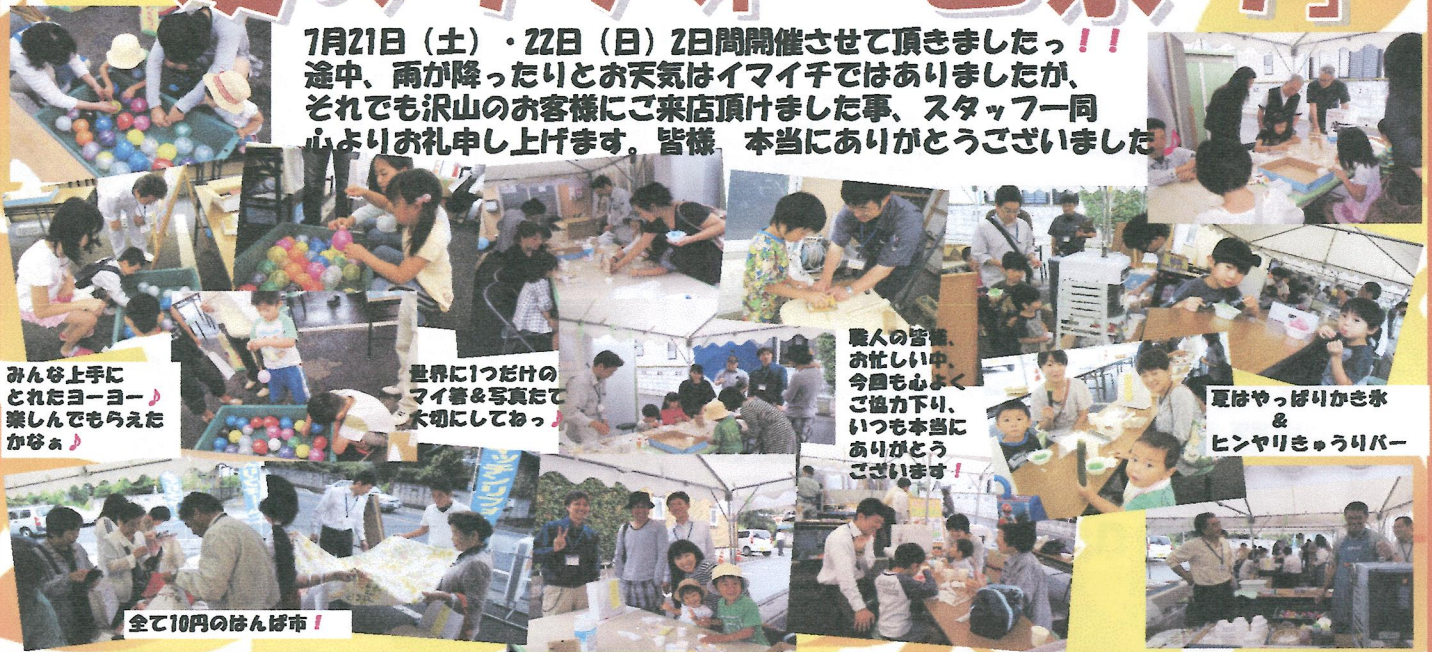 7月21日（土）・22日（日）2日間開催させて頂きましたっ！！
途中、雨が降ったりとお天気はイマイチではありましたが、
それでも沢山のお客様にご来店頂けました事、スタッフ一同
心よりお礼申し上げます。皆様　本当にありがとうございました
みんな上手に
とれたヨーヨー♪
楽しんでもらえた
かなぁ♪
世界に1つだけの
マイ箸＆写真たて
大切にしてねっ♪
職人の皆様、
お忙しい中、
今回も心よく
ご協力下り、
いつも本当に
ありがとう
ございます！
夏はやっぱりかき氷
＆
ヒンヤリきゅうりバー
全て10円のはんぱ市！